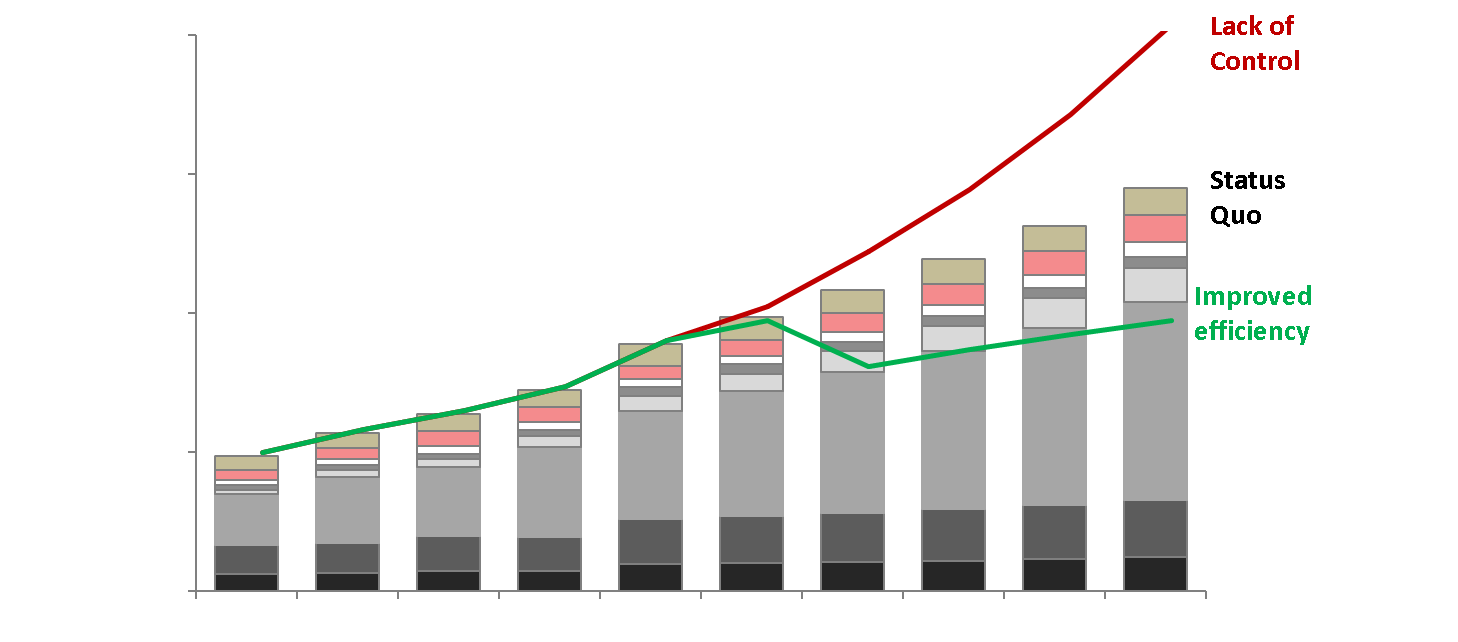 Lack of
Control
Status
Quo
Improved
efficiency